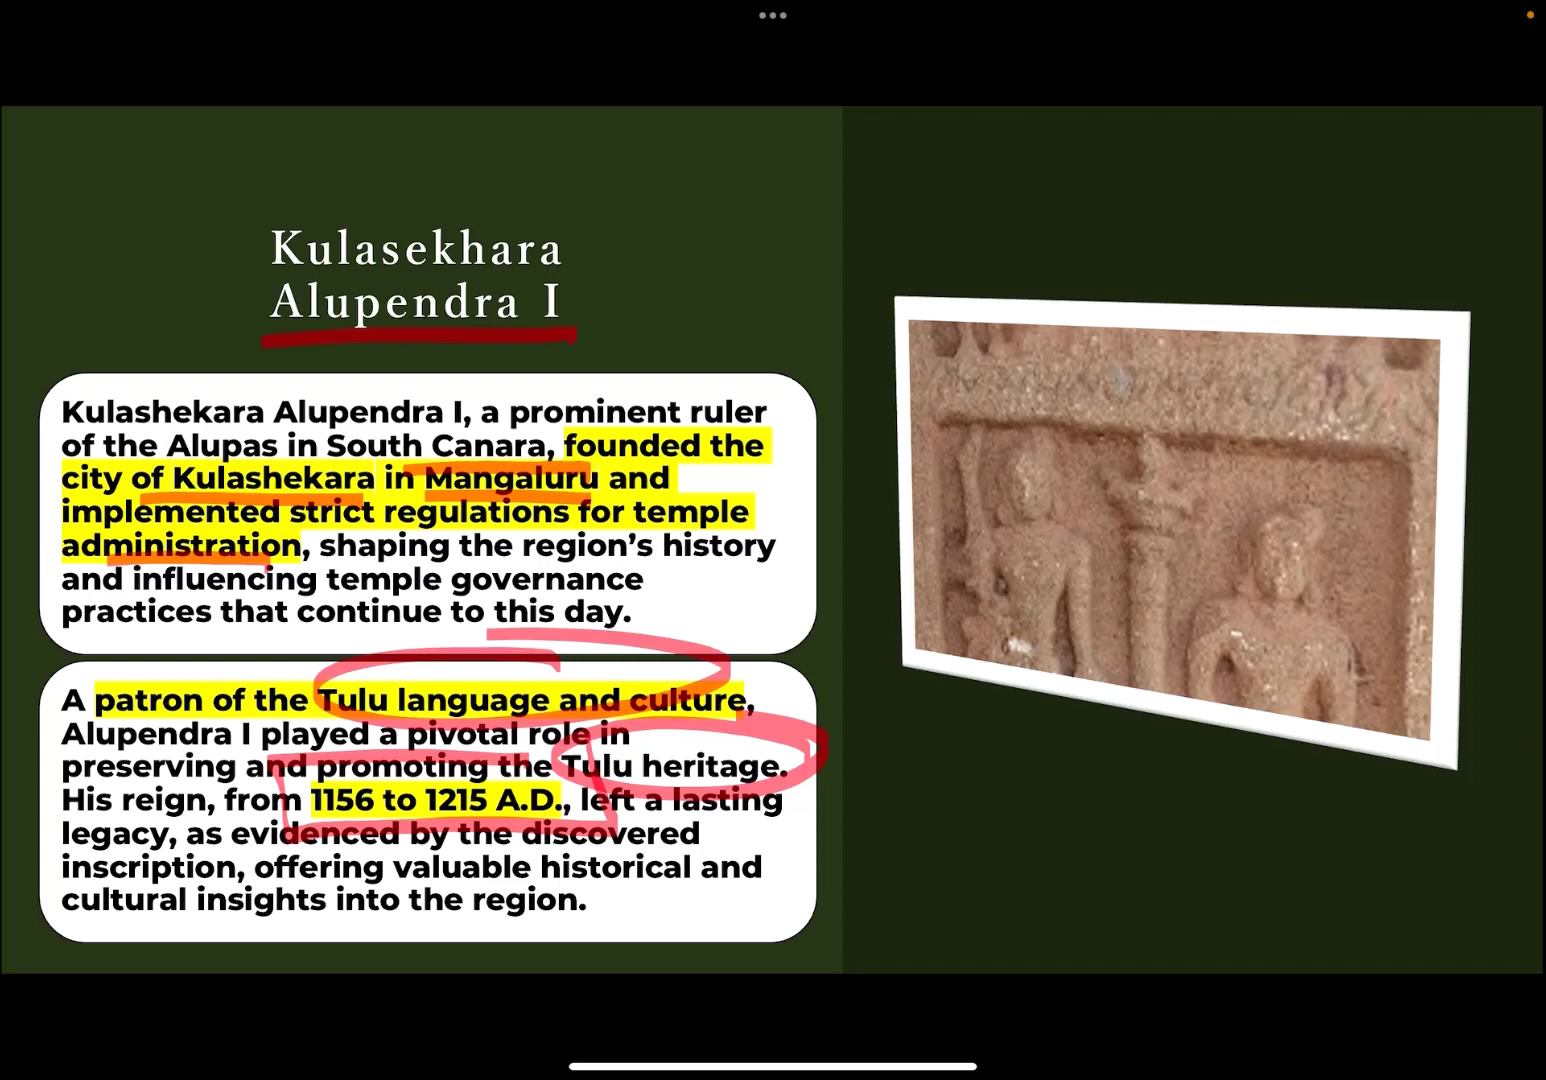 Kulasekhara
Alupendra I
Kulashekara Alupendra I, a prominent ruler
of the Alupas in South Canara, founded the
city of Kulashekara in Mangaluru and
implemented strict regulations for temple
administration, shaping the region’s history
and influencing temple governance
practices that continue to this day.
A patron of the Tulu language and culture,
Alupendra I played a pivotal role in
preserving and promoting the Tulu heritage.
His reign, from 1156 to 1215 A.D., left a lasting
legacy, as evidenced by the discovered
inscription, offering valuable historical and
cultural insights into the region.